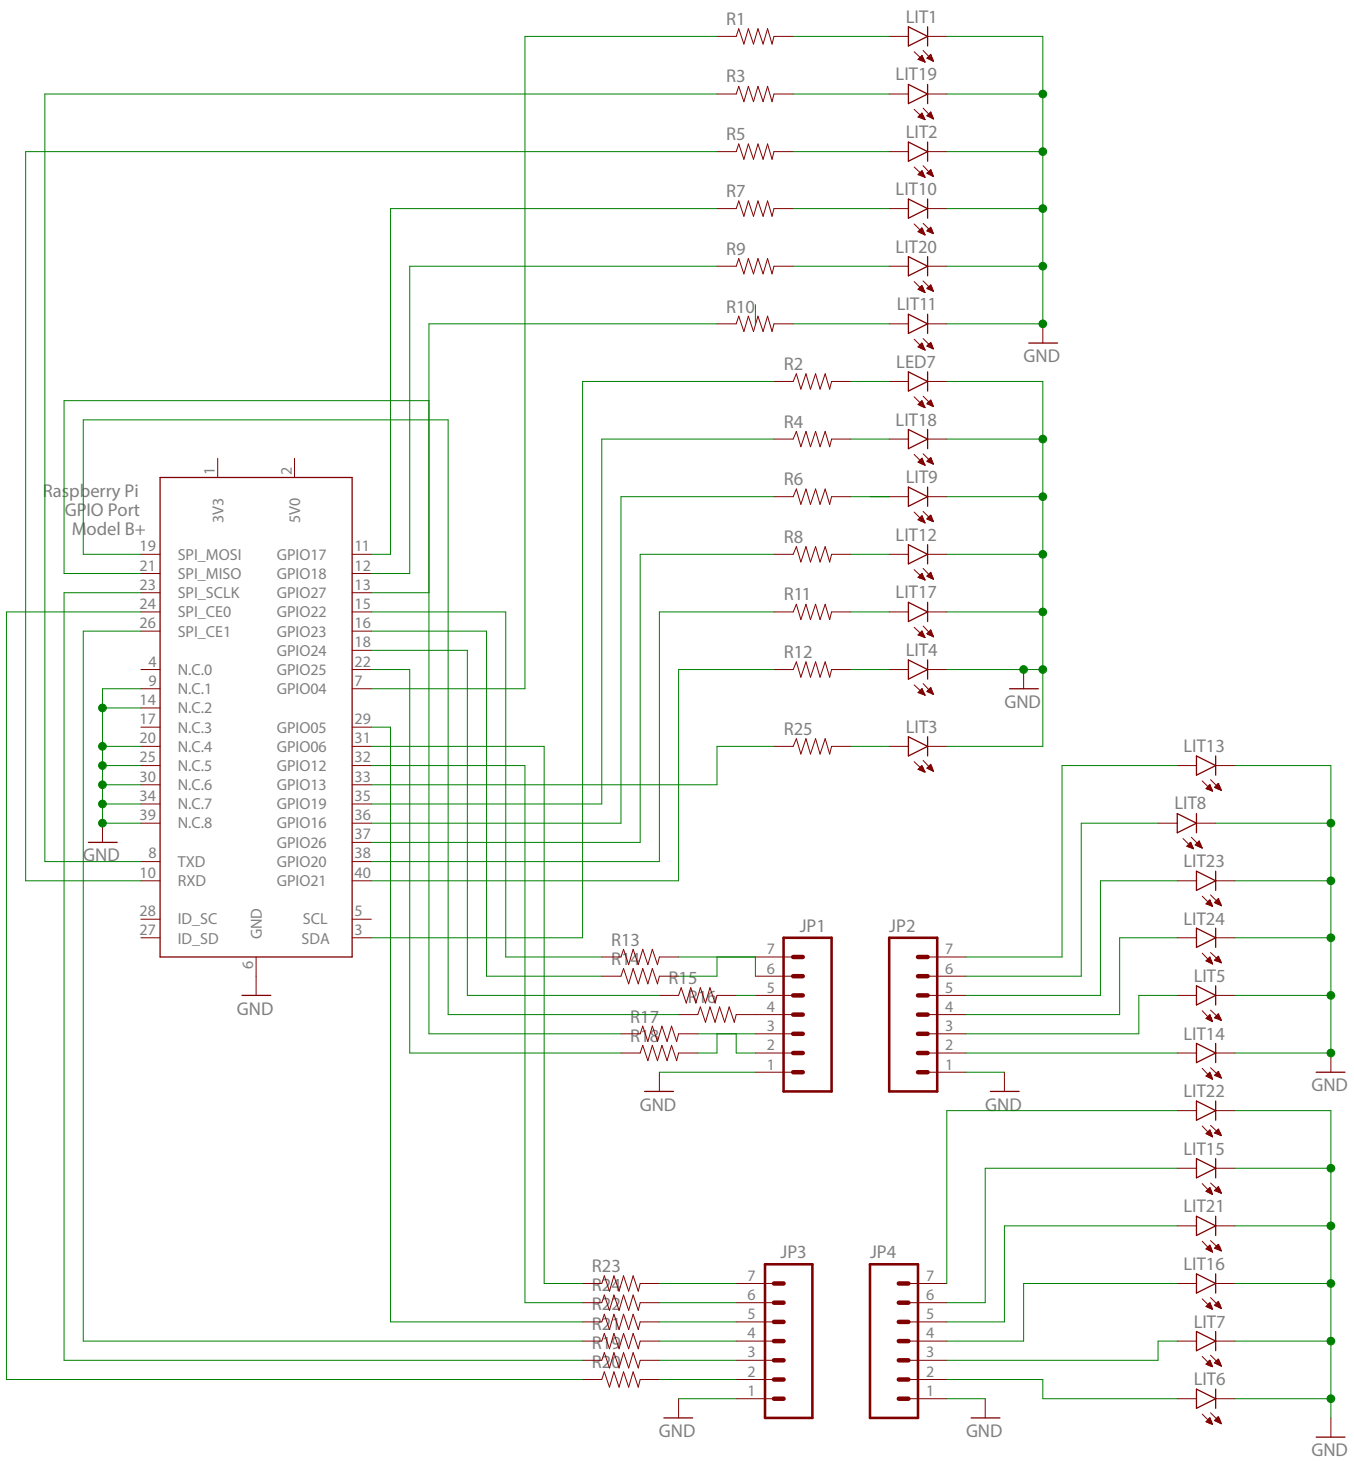 R1 LIT1
R3 LIT19
R5 LIT2
R7 LIT10
R9 LIT20
R10 LIT11
GND
R2 LED7
R4 LIT18
R6 LIT9
R8 LIT12
R11 LIT17
R12 LIT4
GND
R25 LIT3
1 2
3V3 5V0
Raspberry Pi
GPIO Port
Model B+
19 SPI_MOSI GPIO17 11
21 SPI_MISO GPIO18 12
23 SPI_SCLK GPIO27 13
24 SPI_CE0 GPIO22 15
26 SPI_CE1 GPIO23 16
GPIO24 18
4 N.C.0 GPIO25 22
9 N.C.1 GPIO04 7
14 N.C.2
17 N.C.3 GPIO05 29
20 N.C.4 GPIO06 31
25 N.C.5 GPIO12 32
30 N.C.6 GPIO13 33
34 N.C.7 GPIO19 35
39 N.C.8 GPIO16 36
GPIO26 37
GND
8 TXD GPIO20 38
10 RXD GPIO21 40
28 ID_SC SCL 5
27 ID_SD SDA 3
GND
6
GND
LIT13
LIT8
LIT23
LIT24
LIT5
LIT14
GND
JP1 JP2
R13 7 7
R14 6 6
R15 5 5
R16 4 4
R17 3 3
R18 2 2
1 1
GND GND
LIT22
LIT15
LIT21
LIT16
LIT7
LIT6
GND
JP3 JP4
R23 7 7
R24 6 6
R22 5 5
R21 4 4
R19 3 3
R20 2 2
1 1
GND GND